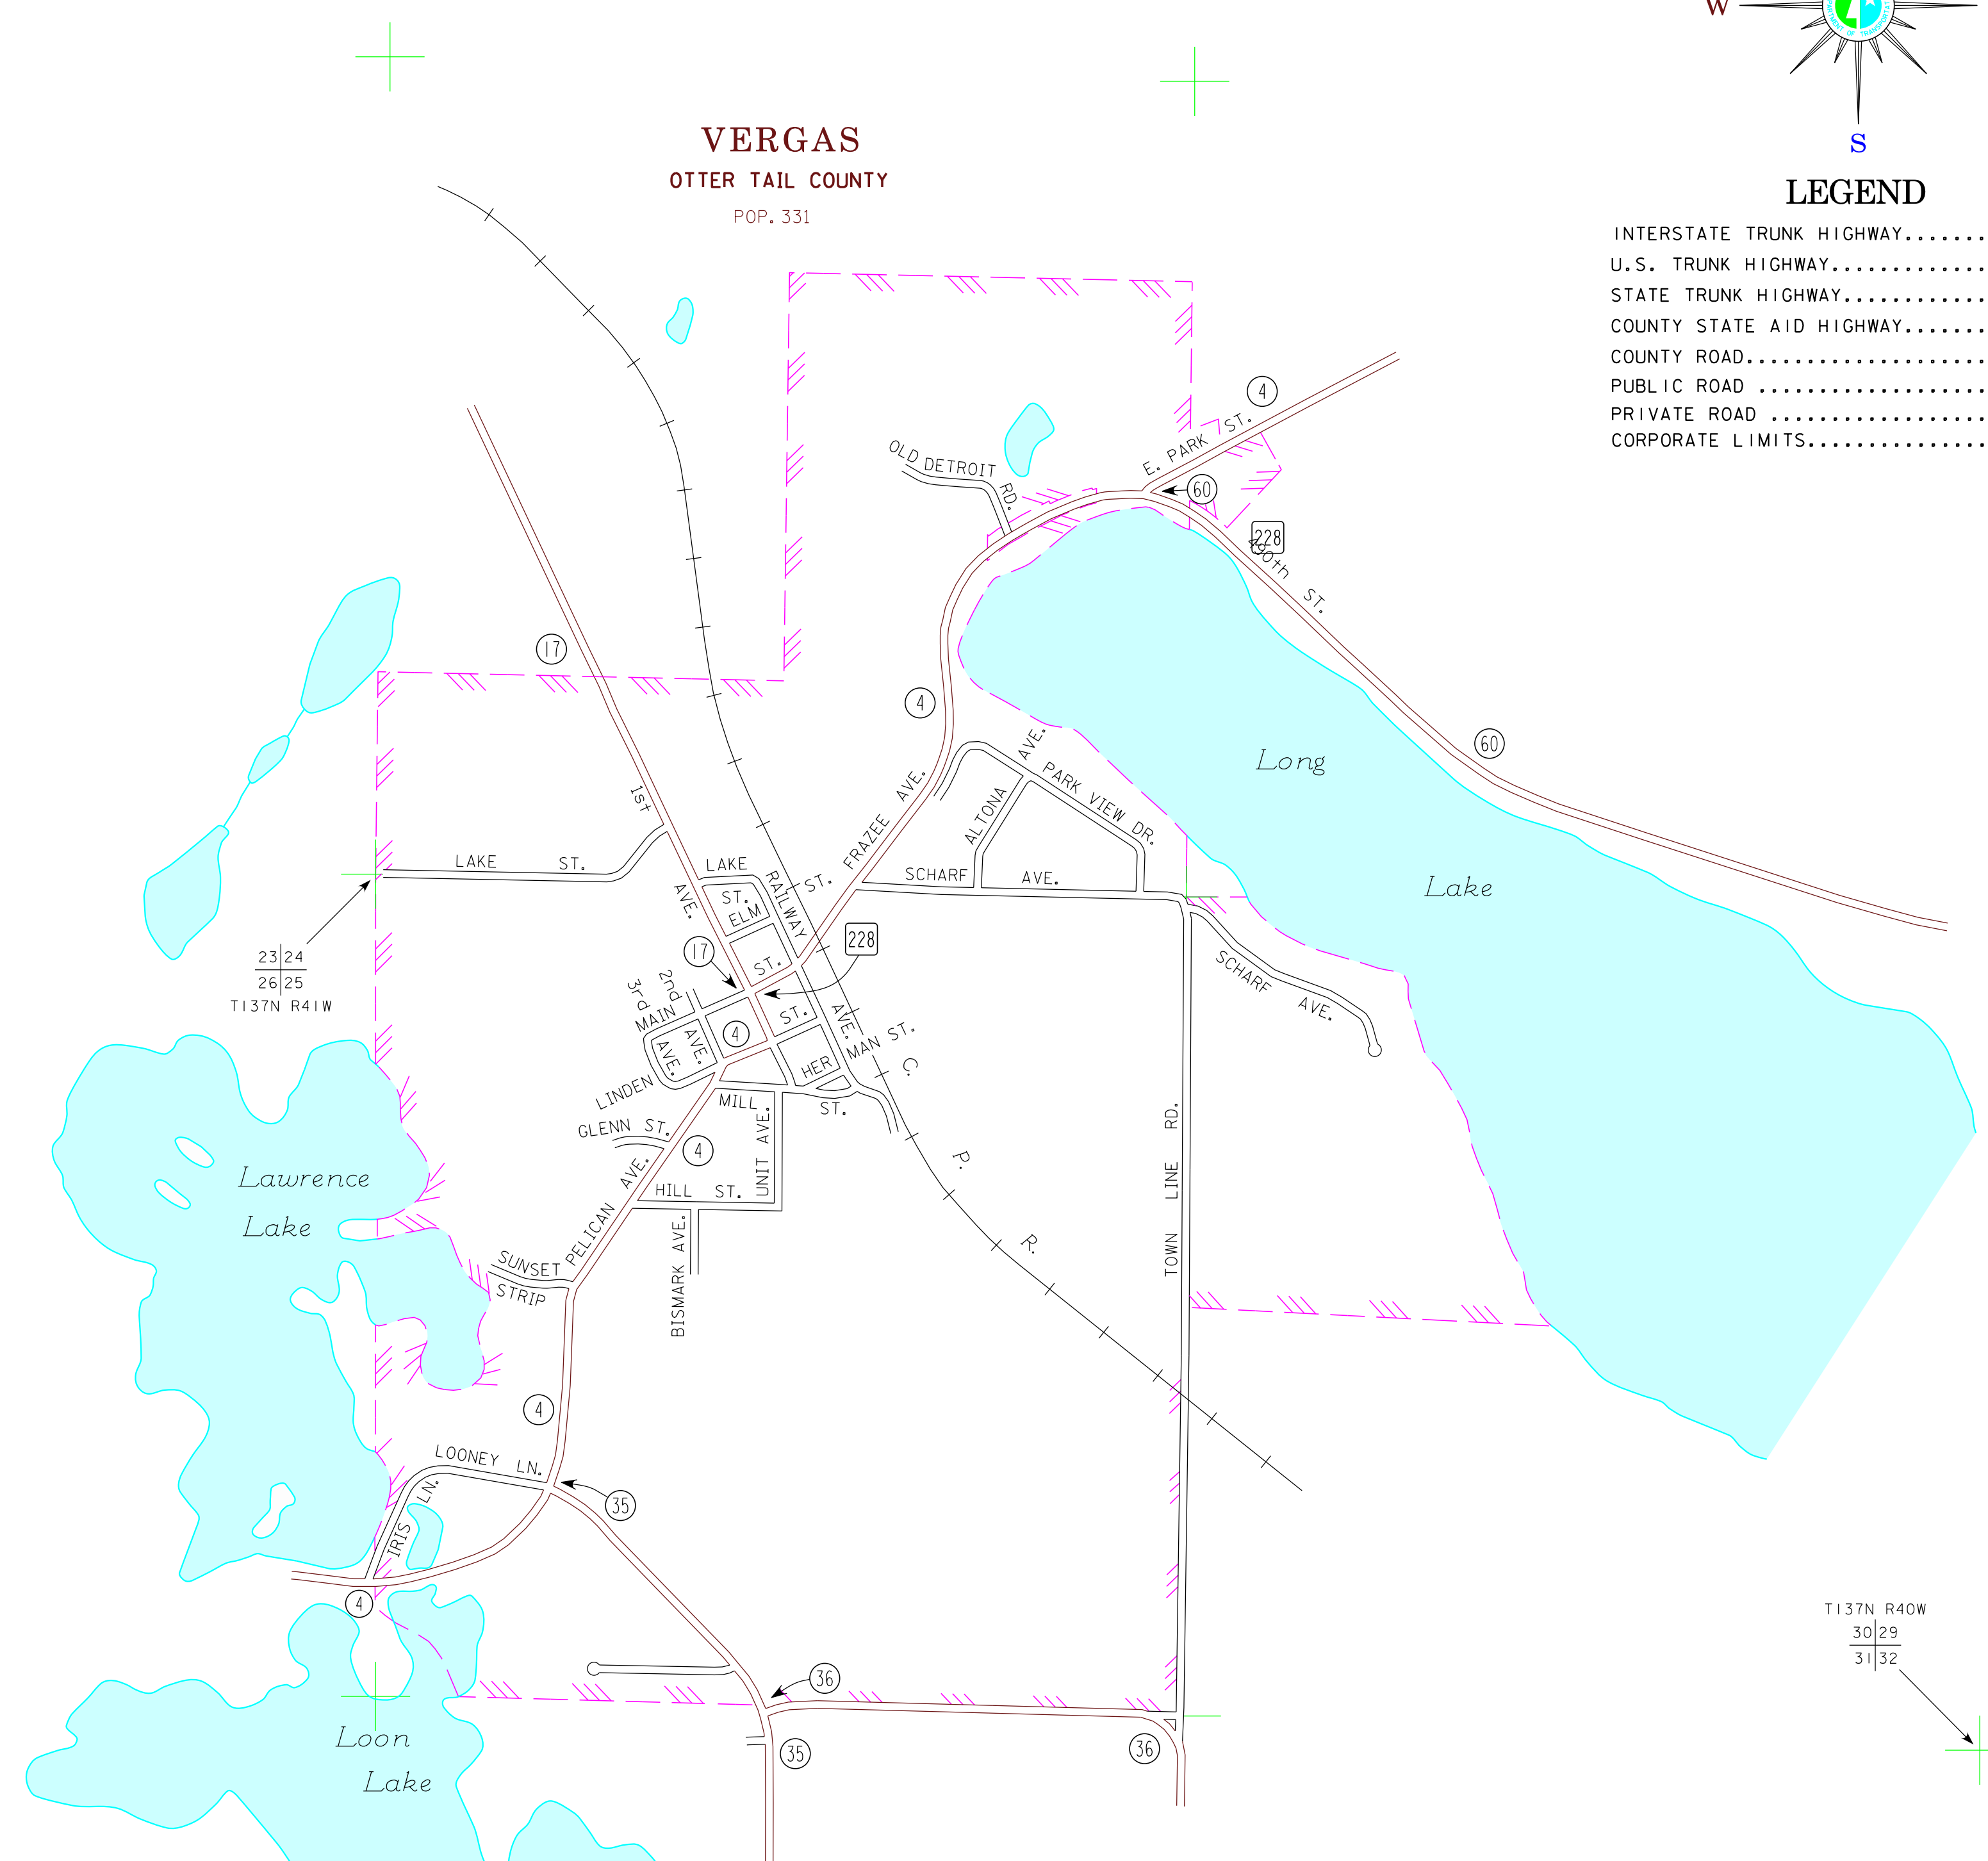 W
S
VERGAS
OTTER TAIL COUNTY
POP. 331
LEGEND
INTERSTATE TRUNK HIGHWAY.......
U.S. TRUNK HIGHWAY.............
STATE TRUNK HIGHWAY............
COUNTY STATE AID HIGHWAY.......
COUNTY ROAD....................
PUBLIC ROAD ...................
PRIVATE ROAD ..................
CORPORATE LIMITS...............
4
E. PARK ST.
OLD DETROIT RD.
60
228
480th ST.
17
4
60
Long
Lake
1st AVE.
FRAZEE AVE.
ALTONA AVE.
PARK VIEW DR.
LAKE ST.
LAKE ST.
RAILWAY AVE.
SCHARF AVE.
ELM ST.
17
228
SCHARF AVE.
23 24
26 25
T137N R41W
2nd AVE.
3rd AVE.
MAIN ST.
4
LINDEN ST.
HERMAN ST.
MILL ST.
GLENN ST.
4
UNIT AVE.
HILL ST.
PELICAN AVE.
BISMARK AVE.
SUNSET
STRIP
C. P. R.
TOWN LINE RD.
Lawrence
Lake
4
LOONEY LN.
IRIS LN.
35
4
36
35
36
Loon
Lake
T137N R40W
30 29
31 32